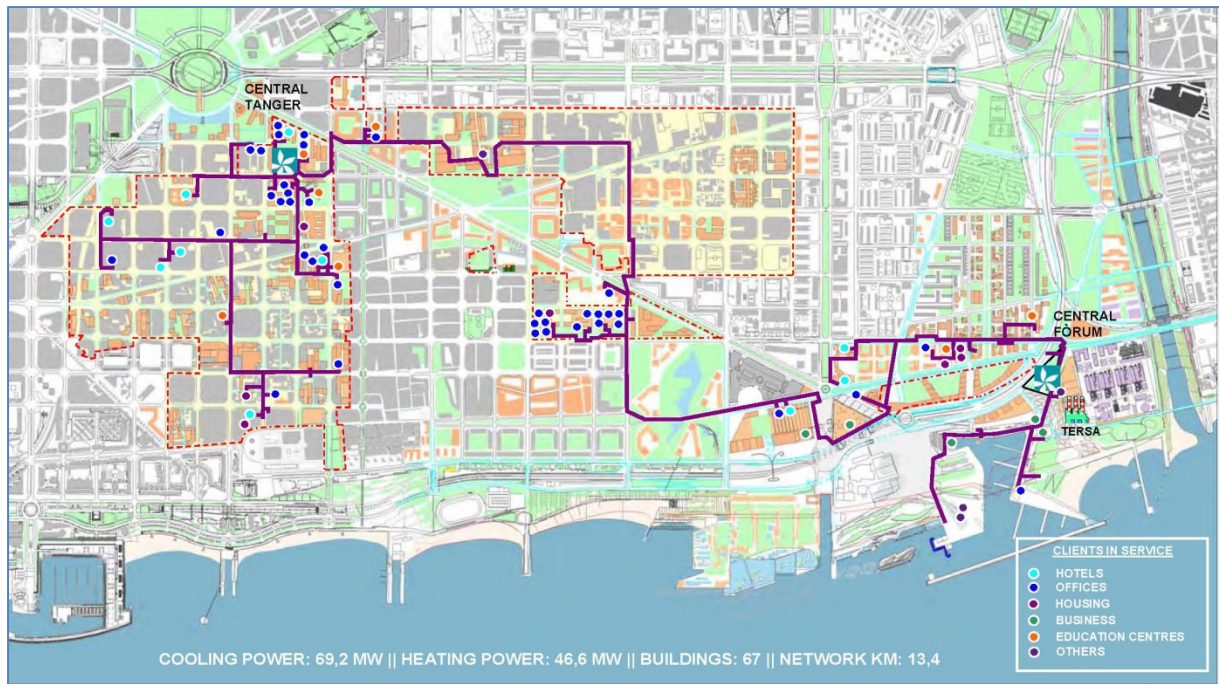 CENTRAL
TANGER
CENTRAL
FÒRUM
TERSA
CLIENTS IN SERVICE
HOTELS
OFFICES
HOUSING
BUSINESS
EDUCATION CENTRES
OTHERS
COOLING POWER: 69,2 MW || HEATING POWER: 46,6 MW || BUILDINGS: 67 || NETWORK KM: 13,4